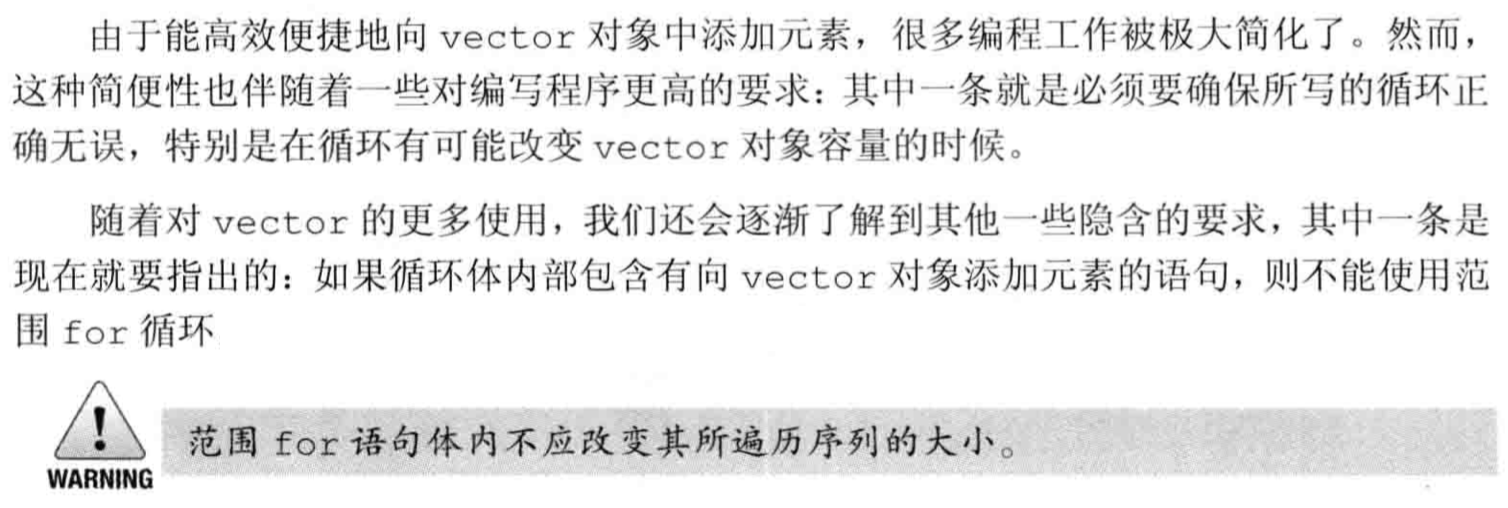 由于能高效便捷地向 vector 对象中添加元素，很多编程工作被极大简化了。然而，
这种简便性也伴随着一些对编写程序更高的要求：其中一条就是必须要确保所写的循环正
确无误，特别是在循环有可能改变 vector 对象容量的时候。
随着对 vector 的更多使用，我们还会逐渐了解到其他一些隐含的要求，其中一条是
现在就要指出的：如果循环体内部包含有向 vector 对象添加元素的语句，则不能使用范
围 for 循环
范围 for 语句体内不应改变其所遍历序列的大小。
WARNING